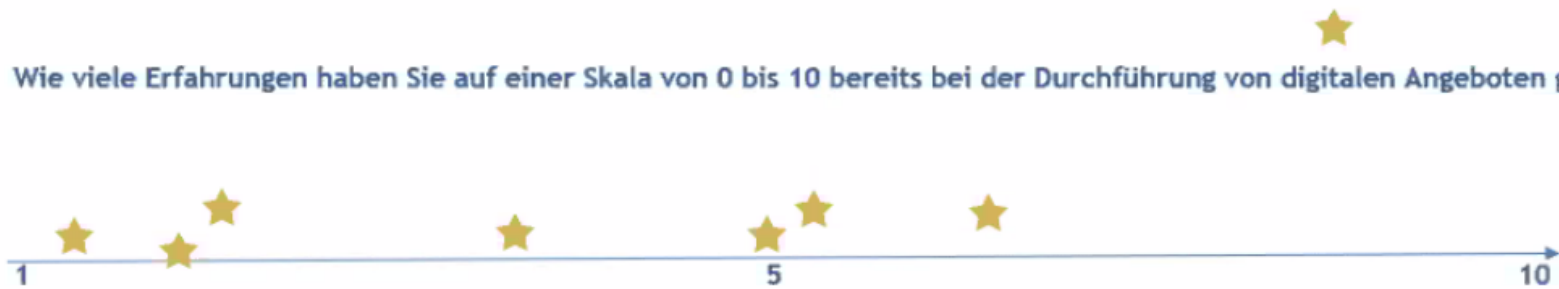 Wie viele Erfahrungen haben Sie auf einer Skala von 0 bis 10 bereits bei der Durchführung von digitalen Angeboten
1 5 10